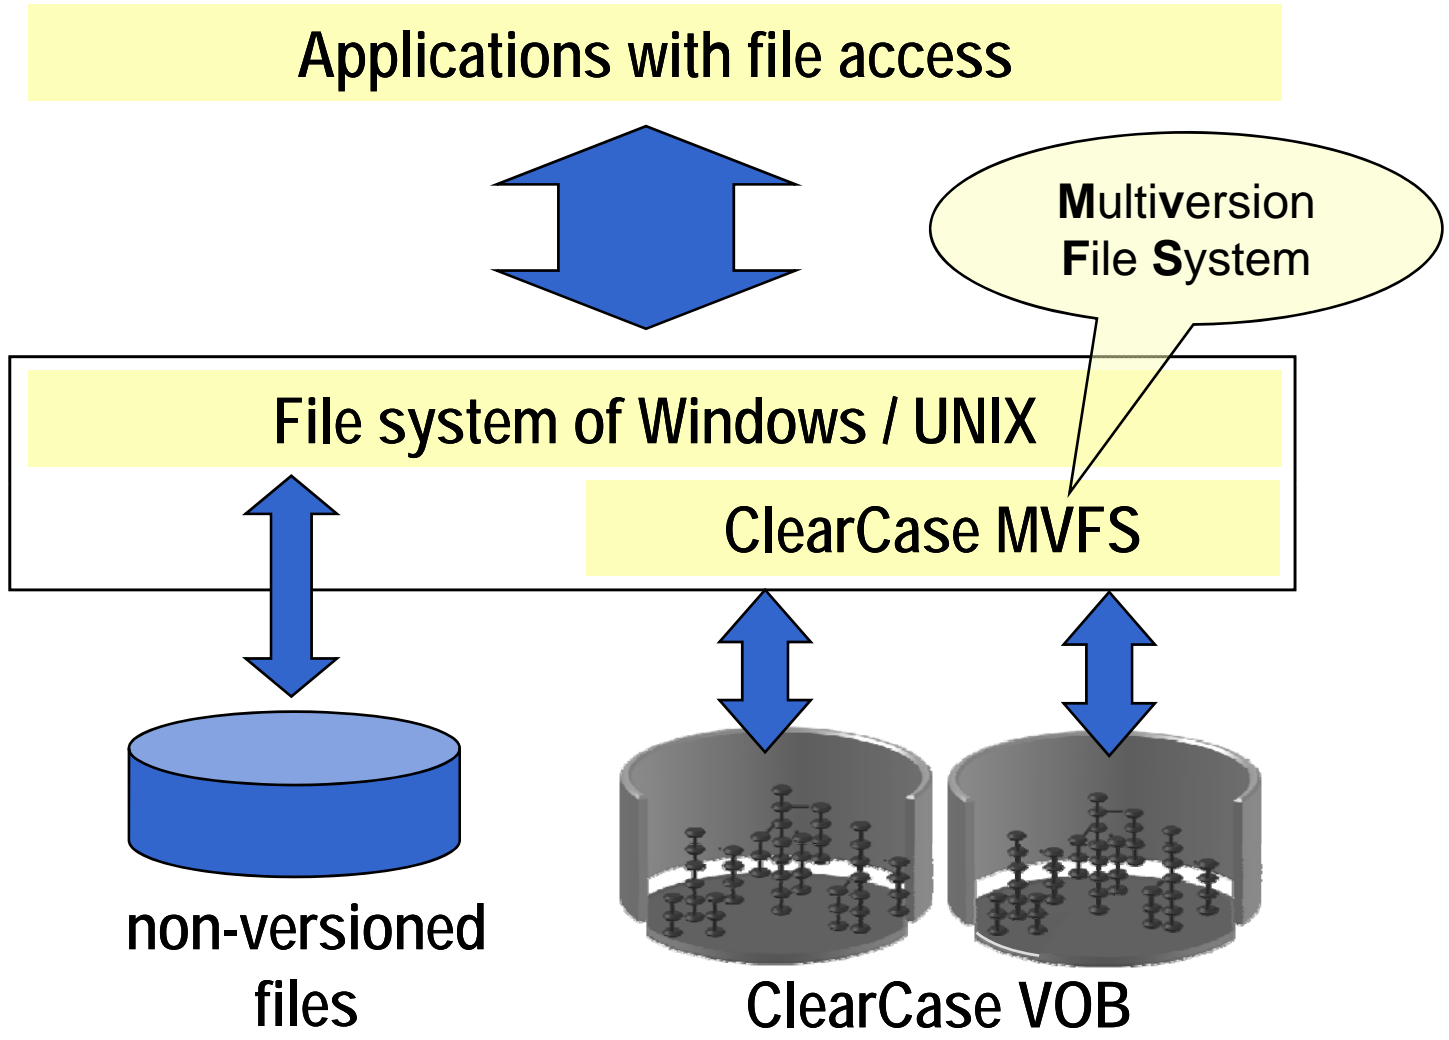 Applications with file access
Multiversion
File System
File system of Windows / UNIX
ClearCase MVFS
non-versioned
files
ClearCase VOB